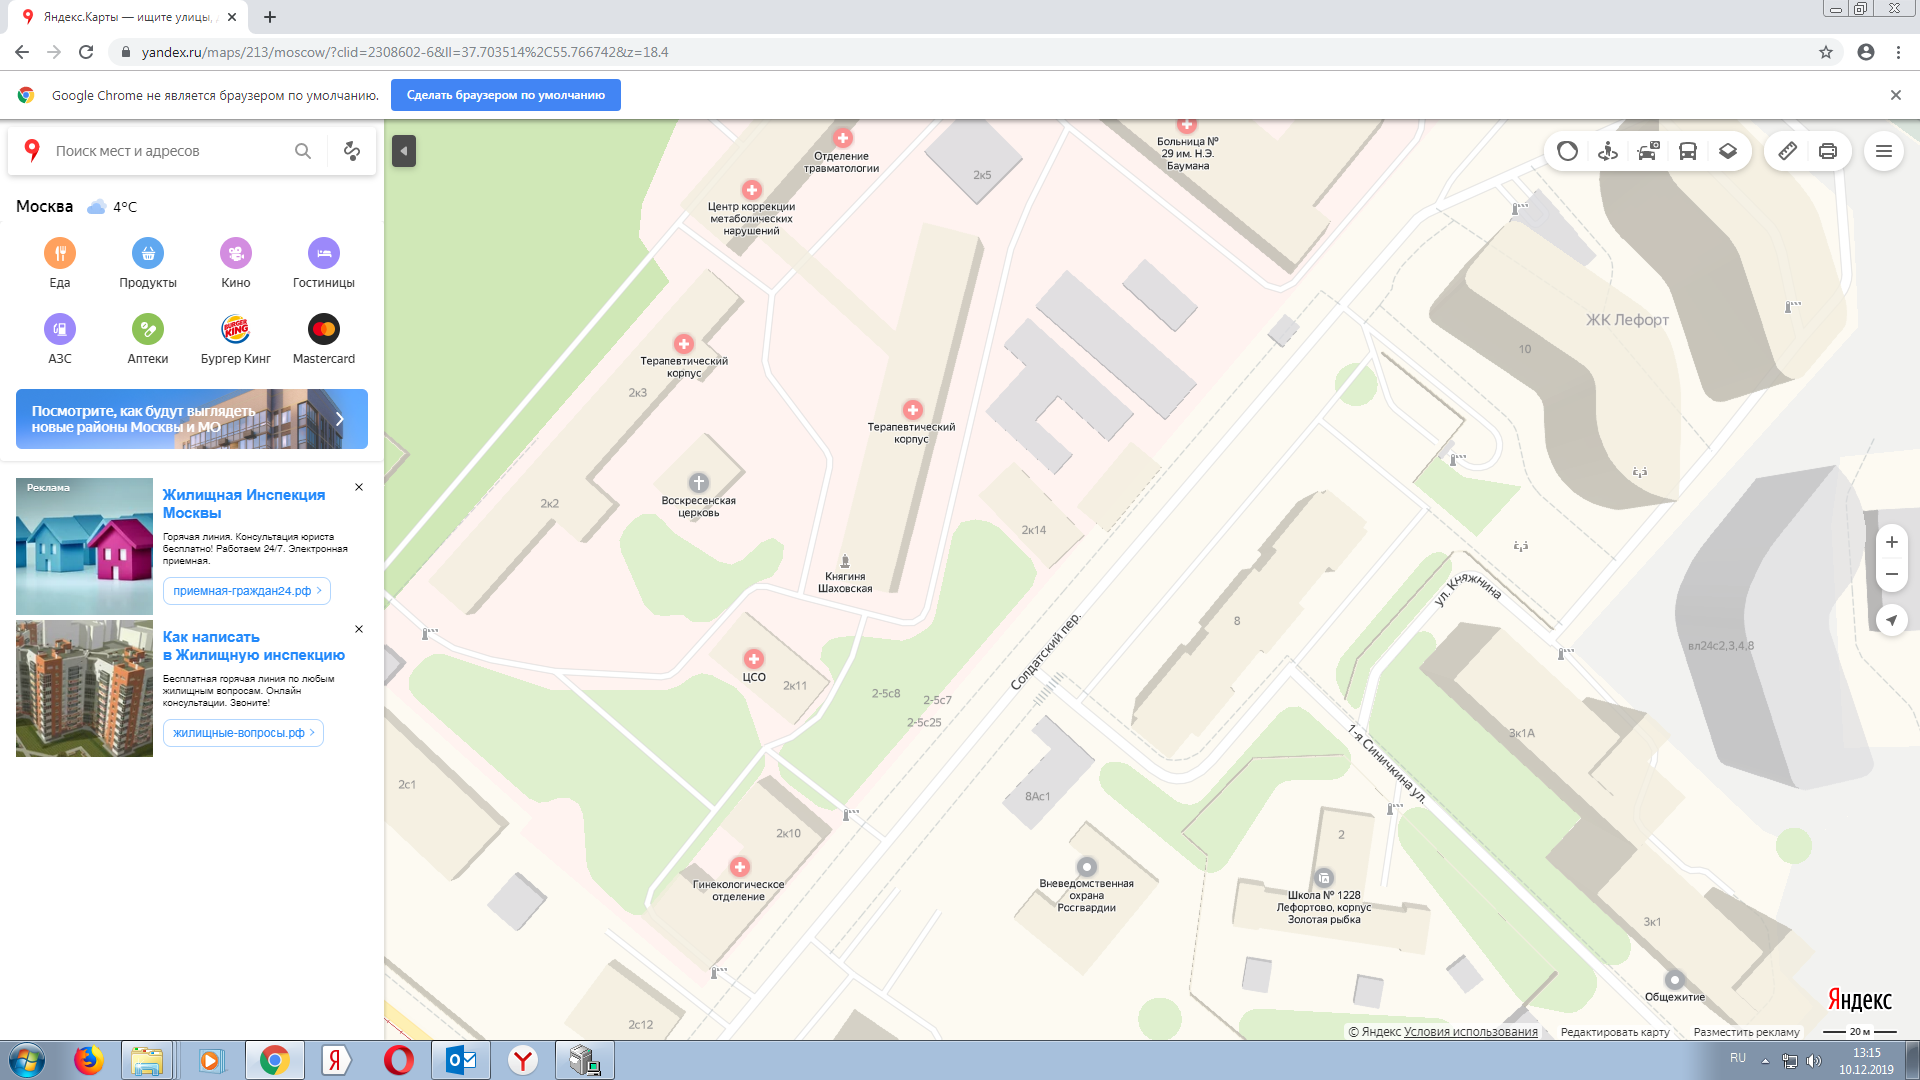 Яндекс.Карты — ищите улицы,
yandex.ru/maps/213/moscow/?clid=2308602-6&ll=37.703514%2C55.766742&z=18.4
Google Chrome не является браузером по умолчанию.
Сделать браузером по умолчанию
Поиск мест и адресов
Москва
4°C
Еда
Продукты
Кино
Гостиницы
АЗС
Аптеки
BURGER
KING
Бургер Кинг
Mastercard
Посмотрите, как будут выглядеть
новые районы Москвы и МО
Реклама
Жилищная Инспекция
Москвы
Горячая линия. Консультация юриста
бесплатно! Работаем 24/7. Электронная
приемная.
приемная-граждан24.рф
Как написать
в Жилищную инспекцию
Бесплатная горячая линия по любым
жилищным вопросам. Онлайн
консультации. Звоните!
жилищные-вопросы.рф
Отделение
травматологии
Больница №
29 им. Н.Э.
Баумана
2к5
Центр коррекции
метаболических
нарушений
ЖК Лефорт
10
Терапевтический
корпус
2к3
Терапевтический
корпус
2к2
Воскресенская
церковь
2к14
Княгиня
Шаховская
ул. Княжнина
8
Солдатский пер.
вл24с2,3,4,8
ЦСО
2к11
2-5с8
2-5с7
2-5с25
3к1А
1-я Синичкина ул.
2с1
8Ас1
2к10
2
Гинекологическое
отделение
Вневедомственная
охрана
Росгвардии
Школа № 1228
Лефортово, корпус
Золотая рыбка
3к1
Общежитие
2с12
Яндекс
© Яндекс Условия использования
Редактировать карту
Разместить рекламу
20 м
RU
13:15
10.12.2019